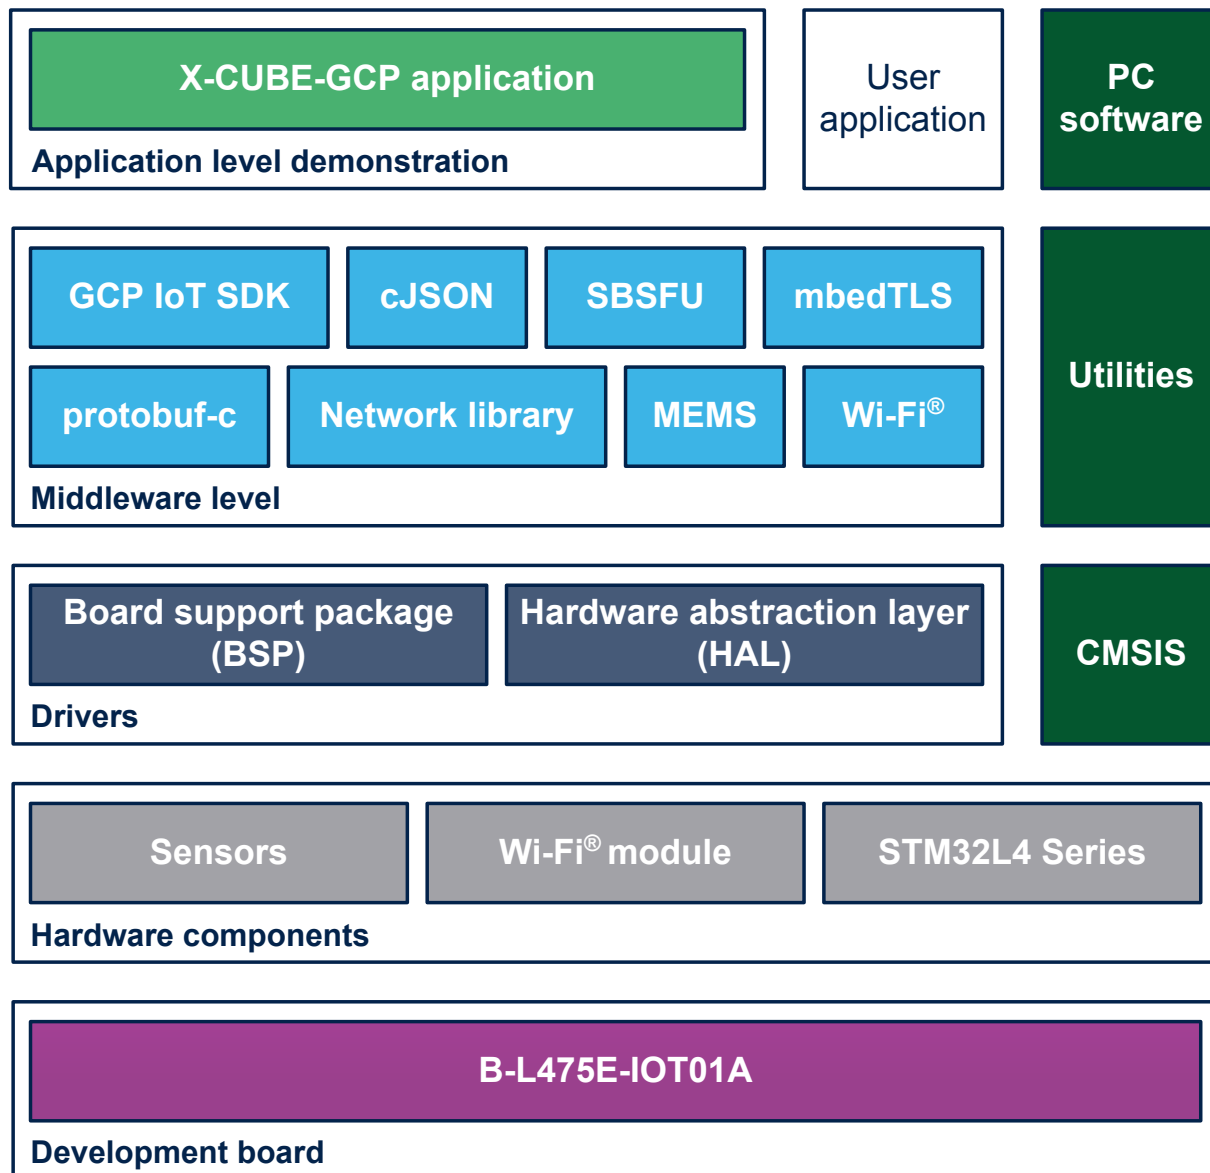 X-CUBE-GCP application
Application level demonstration
User
application
PC
software
GCP IoT SDK
cJSON
SBSFU
mbedTLS
protobuf-c
Network library
MEMS
Wi-Fi®
Middleware level
Utilities
Board support package
(BSP)
Hardware abstraction layer
(HAL)
Drivers
CMSIS
Sensors
Wi-Fi® module
STM32L4 Series
Hardware components
B-L475E-IOT01A
Development board